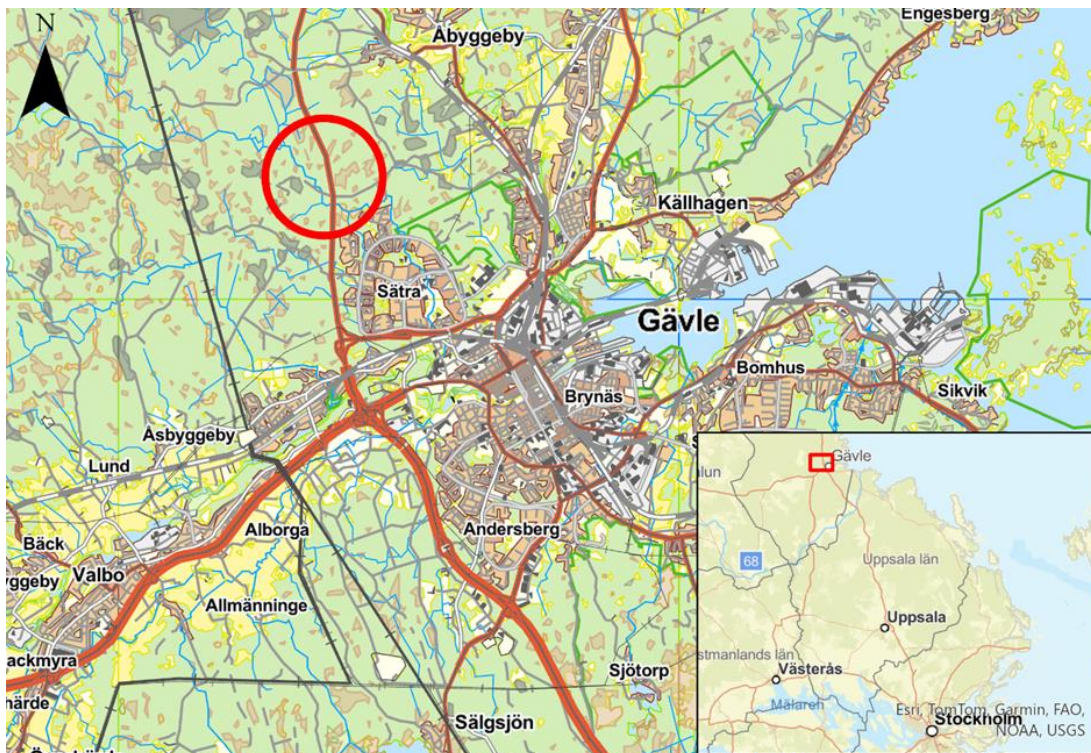 N
Åbyggeby
Engesberg
Källhagen
Sätra
Gävle
Bomhus
Brynäs
Sikvik
Åsbyggeby
Lund
Alborga
Andersberg
Bäck
Valbo
Allmänninge
Sjötorp
Sälgsjön
Gävle
68
Uppsala län
Uppsala
Västerås
Mälaren
Stockholm
Esri, TomTom, Garmin, FAO,
NOAA, USGS